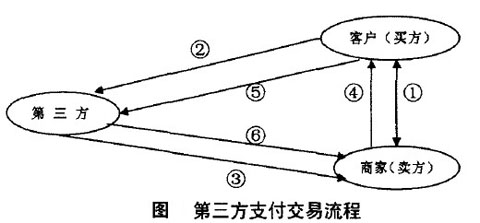 客户（买方）
②
⑤
④
①
第三方
⑥
③
商家（卖方）
图 第三方支付交易流程